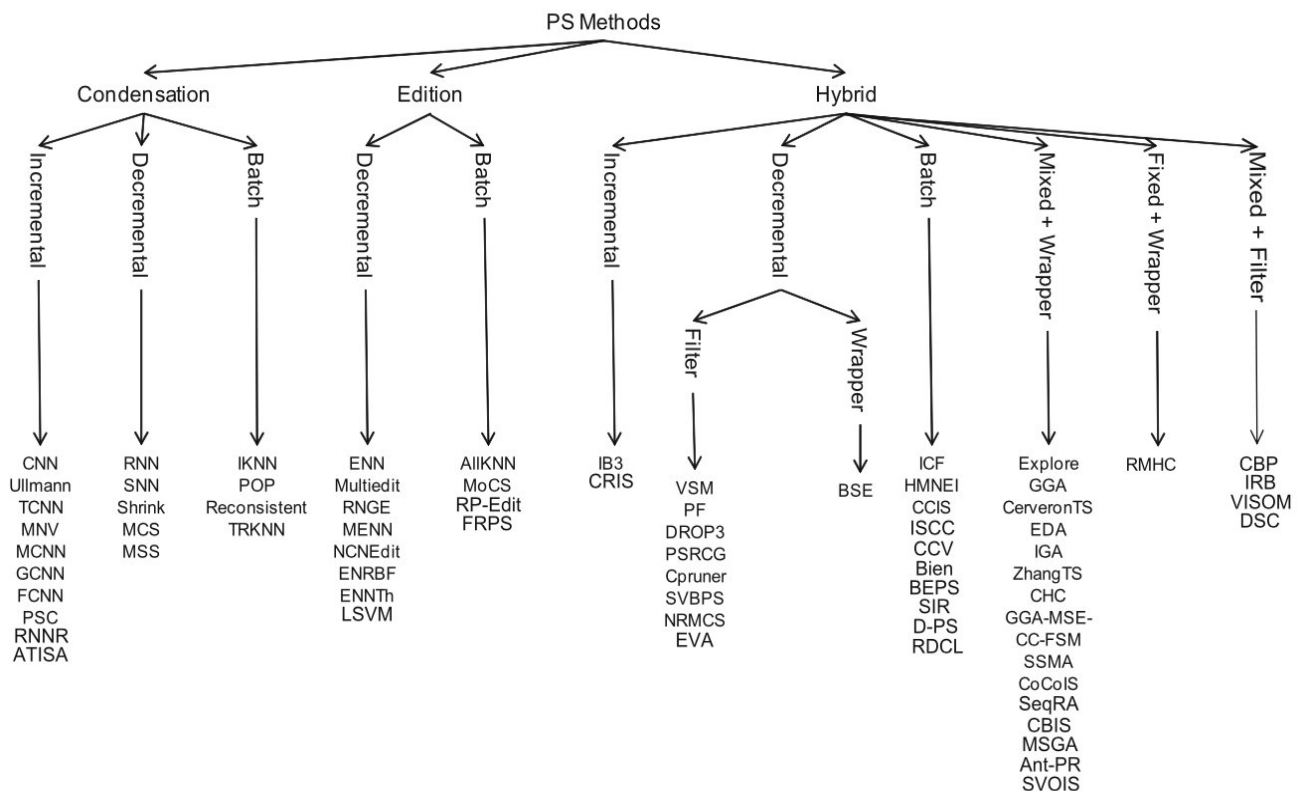 PS Methods
Condensation
Edition
Hybrid
Incremental
Decremental
Batch
Decremental
Batch
Incremental
Decremental
Batch
Mixed + Wrapper
Fixed + Wrapper
Mixed + Filter
Filter
Wrapper
CNN
Ullmann
TCNN
MNV
MCNN
GCNN
FCNN
PSC
RNNR
ATISA
RNN
SNN
Shrink
MCS
MSS
IKNN
POP
Reconsistent
TRKNN
ENN
Multiedit
RNGE
MENN
NCNEdit
ENRBF
ENNTh
LSVM
AllKNN
MoCS
RP-Edit
FRPS
IB3
CRIS
VSM
PF
DROP3
PSRCG
Cpruner
SVBPS
NRMCS
EVA
BSE
ICF
HMNEI
CCIS
ISCC
CCV
Bien
BEPS
SIR
D-PS
RDCL
Explore
GGA
CerveronTS
EDA
IGA
ZhangTS
CHC
GGA-MSE-
CC-FSM
SSMA
CoCoIS
SeqRA
CBIS
MSGA
Ant-PR
SVOIS
RMHC
CBP
IRB
VISOM
DSC